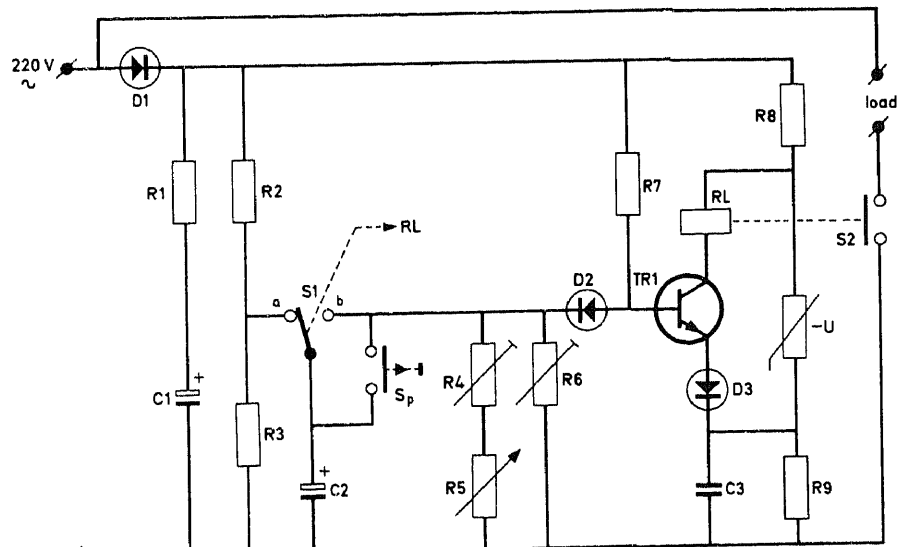 220 V
~
D1
R1
R2
R7
R8
load
RL
S2
RL
S1
a
b
D2
TR1
-U
+
C1
R3
Sp
R4
R6
D3
+
C2
R5
C3
R9